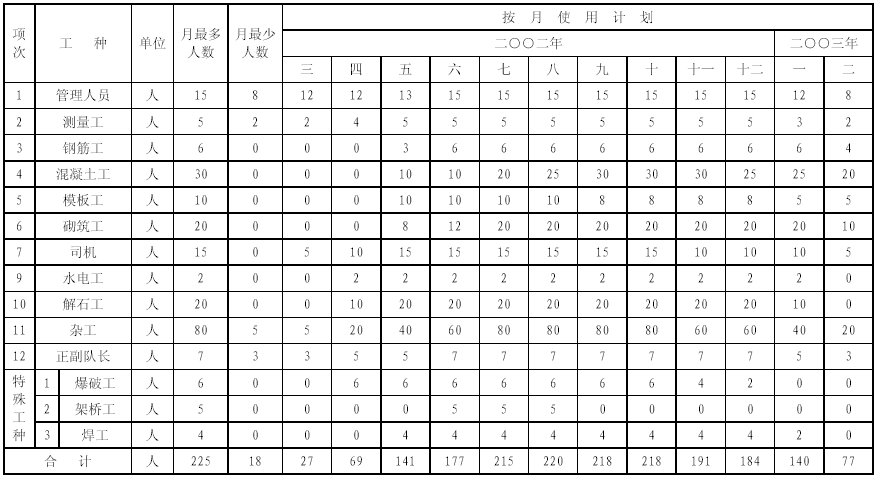 项次 工 种 单位 月最多人数 月最少人数 按 月 使 用 计 划
二〇〇二年 二〇〇三年
三 四 五 六 七 八 九 十 十一 十二 一 二
1 管理人员 人 15 8 12 12 13 15 15 15 15 15 15 15 12 8
2 测量工 人 5 2 2 4 5 5 5 5 5 5 5 5 3 2
3 钢筋工 人 6 0 0 0 3 6 6 6 6 6 6 6 6 4
4 混凝土工 人 30 0 0 0 10 10 20 25 30 30 30 25 25 20
5 模板工 人 10 0 0 0 10 10 10 10 8 8 8 8 5 5
6 砌筑工 人 20 0 0 0 8 12 20 20 20 20 20 20 20 10
7 司机 人 15 0 5 10 15 15 15 15 15 15 10 10 10 5
9 水电工 人 2 0 0 2 2 2 2 2 2 2 2 2 2 0
10 解石工 人 20 0 0 10 20 20 20 20 20 20 20 20 10 0
11 杂工 人 80 5 5 20 40 60 80 80 80 80 60 60 40 20
12 正副队长 人 7 3 3 5 5 7 7 7 7 7 7 7 5 3
特殊工种 1 爆破工 人 6 0 0 6 6 6 6 6 6 6 4 2 0 0
2 架桥工 人 5 0 0 0 0 5 5 5 0 0 0 0 0 0
3 焊工 人 4 0 0 0 4 4 4 4 4 4 4 4 2 0
合 计 人 225 18 27 69 141 177 215 220 218 218 191 184 140 77